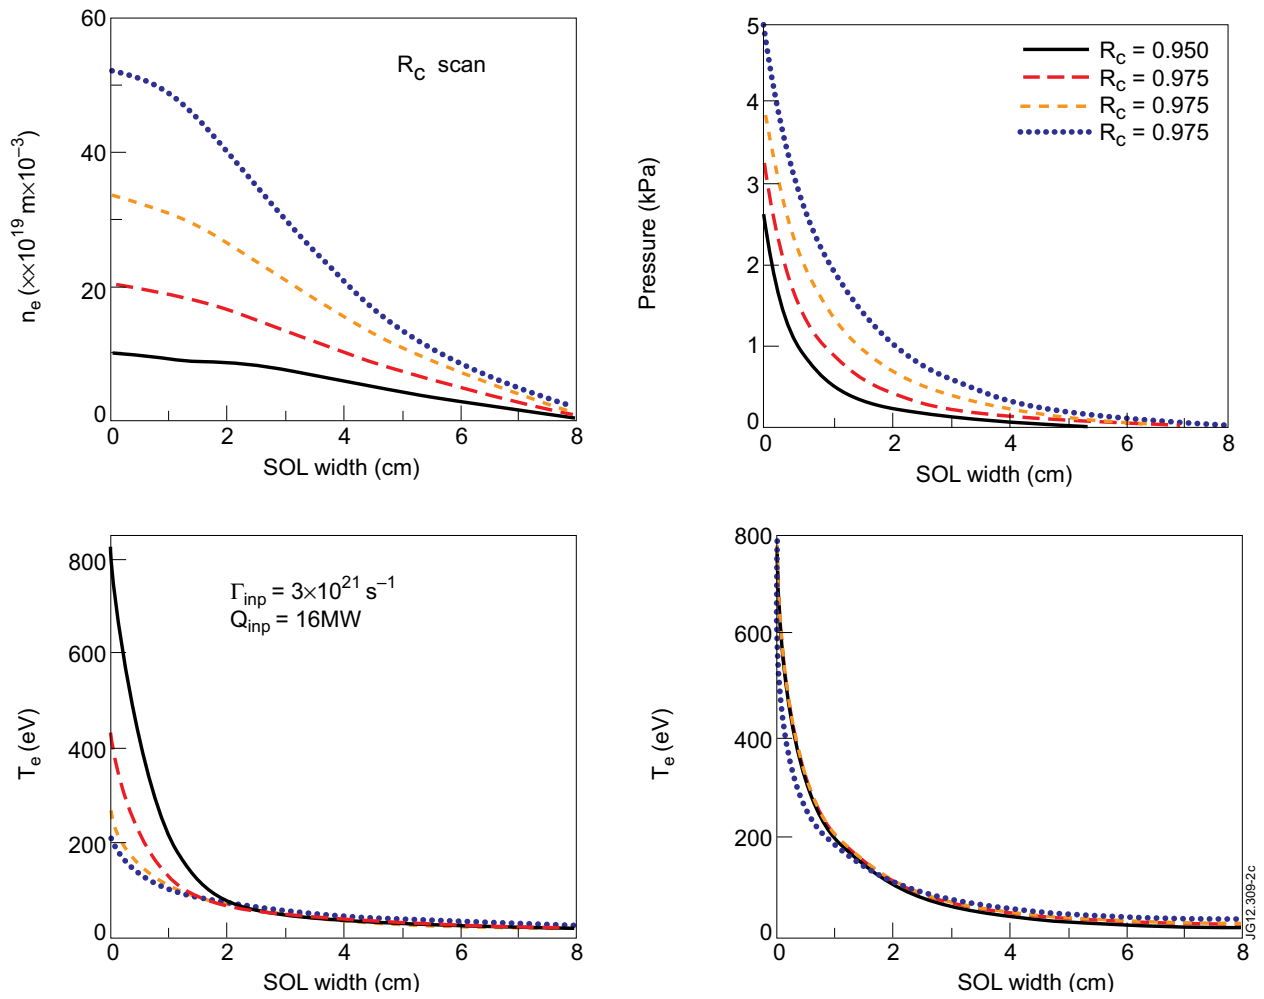 60
40
20
0
n_e (××10^19 m×10^−3)
R_C scan
0 2 4 6 8
SOL width (cm)
5
4
3
2
1
0
Pressure (kPa)
R_C = 0.950
R_C = 0.975
R_C = 0.975
R_C = 0.975
0 2 4 6 8
SOL width (cm)
800
600
400
200
0
T_e (eV)
Γ_inp = 3×10^21 s^−1
Q_inp = 16MW
0 2 4 6 8
SOL width (cm)
800
600
400
200
0
T_e (eV)
0 2 4 6 8
SOL width (cm)
JG12.309-2c